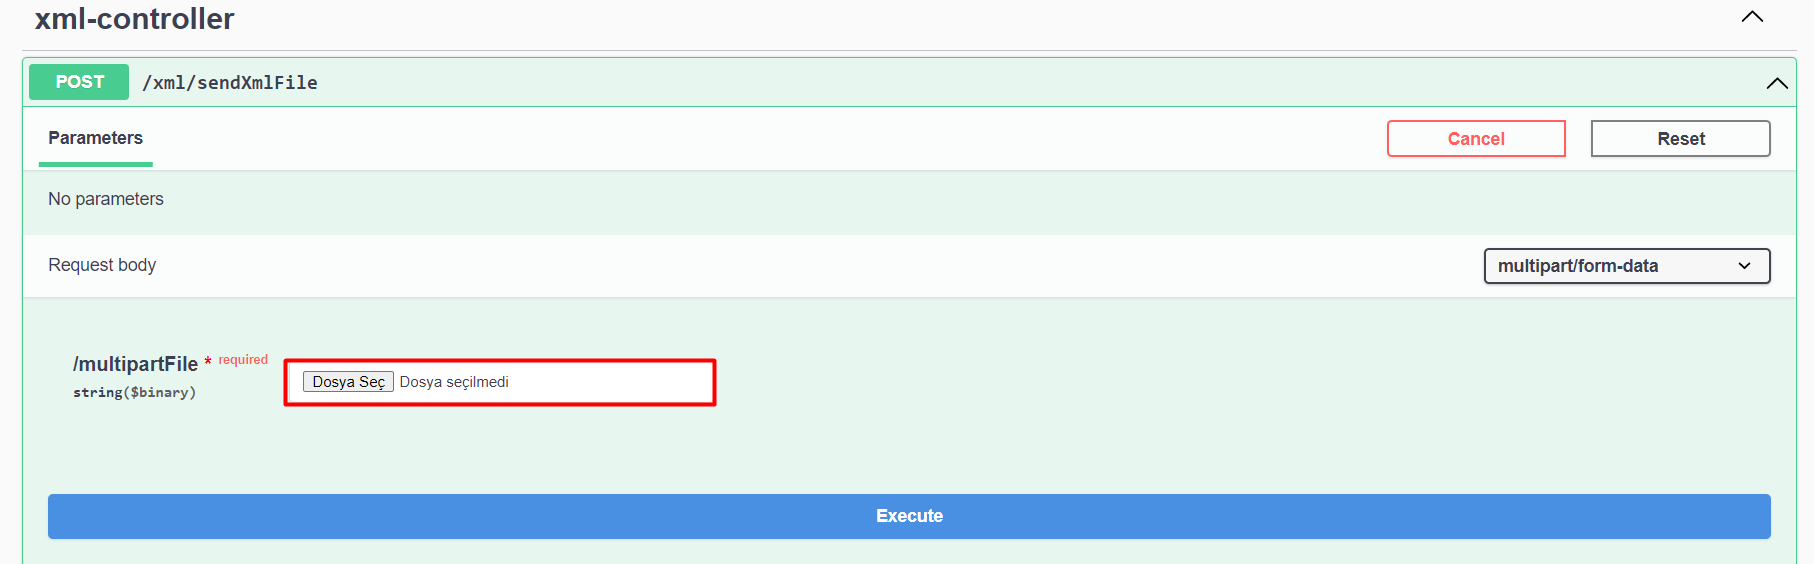 xml-controller
POST /xml/sendXmlFile
Parameters
Cancel
Reset
No parameters
Request body
multipart/form-data
/multipartFile * required
string($binary)
Dosya Seç Dosya seçilmedi
Execute